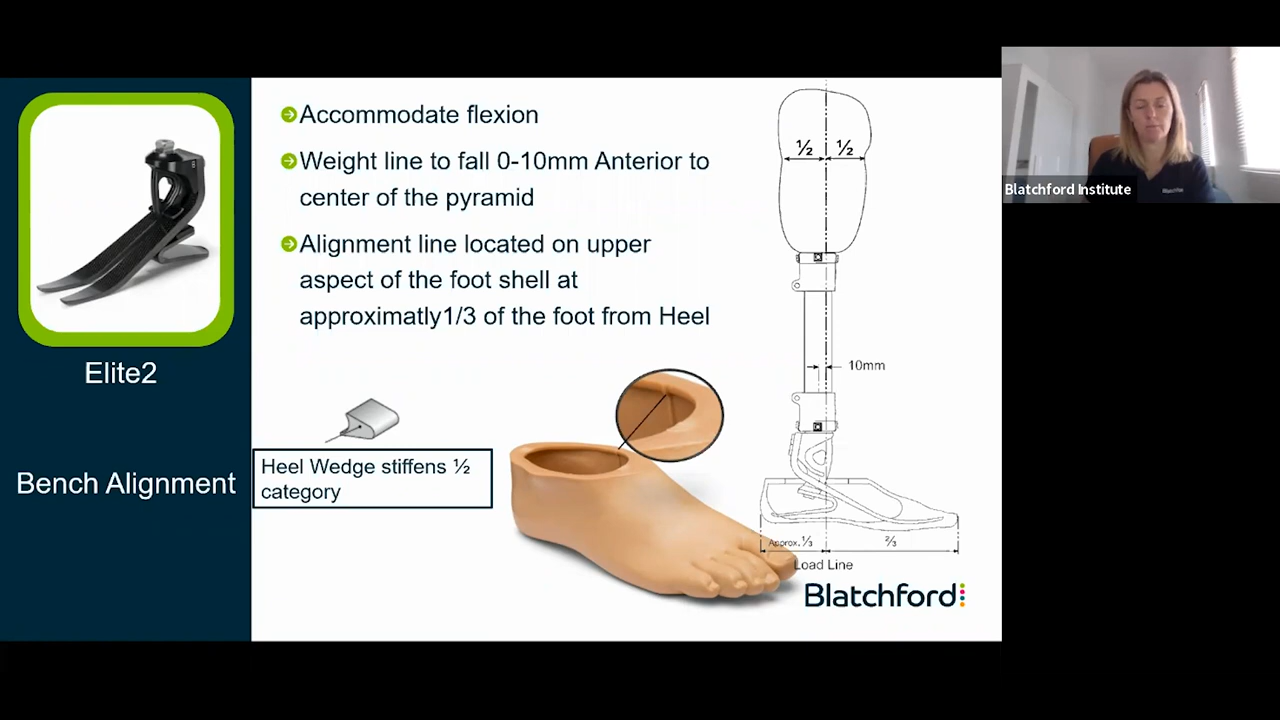 Accommodate flexion
Weight line to fall 0-10mm Anterior to
center of the pyramid
Alignment line located on upper
aspect of the foot shell at
approximatly1/3 of the foot from Heel
Elite2
Bench Alignment
Heel Wedge stiffens ½
category
½ ½
10mm
Approx.⅓ ⅔
Load Line
Blatchford
Blatchford Institute